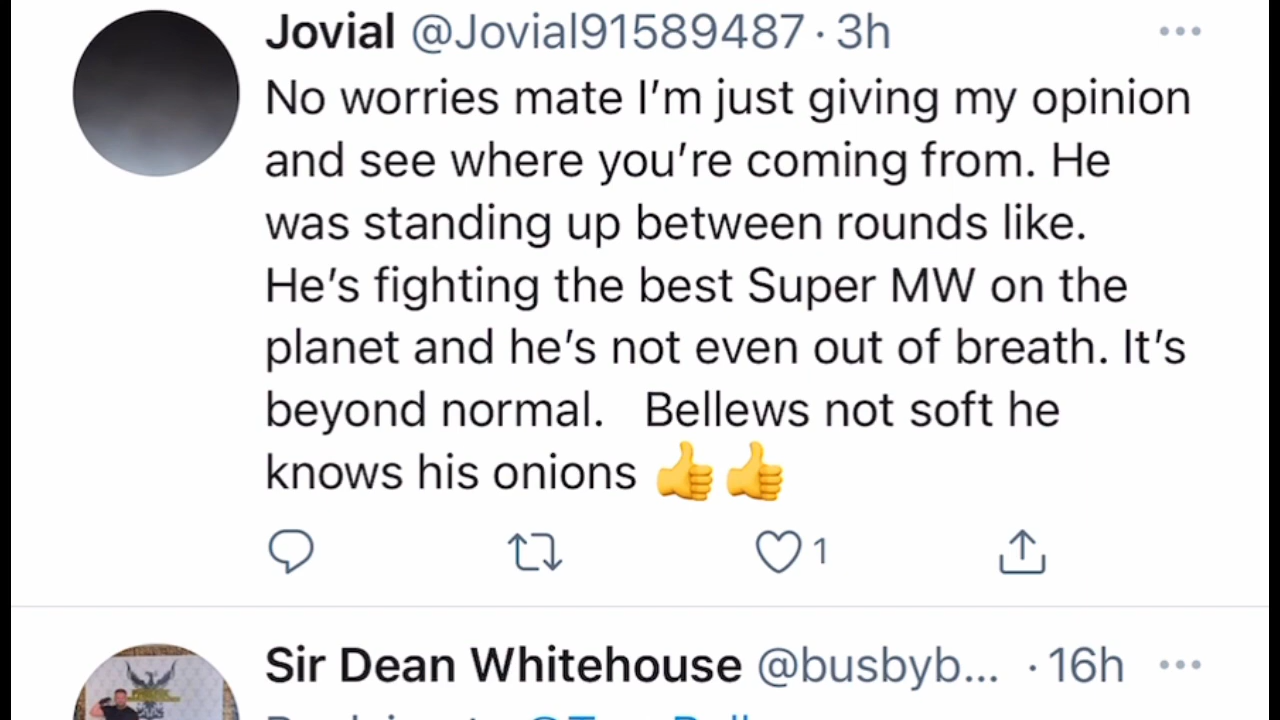 Jovial @Jovial91589487 · 3h
No worries mate I'm just giving my opinion
and see where you're coming from. He
was standing up between rounds like.
He's fighting the best Super MW on the
planet and he's not even out of breath. It's
beyond normal.   Bellews not soft he
knows his onions 👍👍
1
Sir Dean Whitehouse @busbyb... · 16h